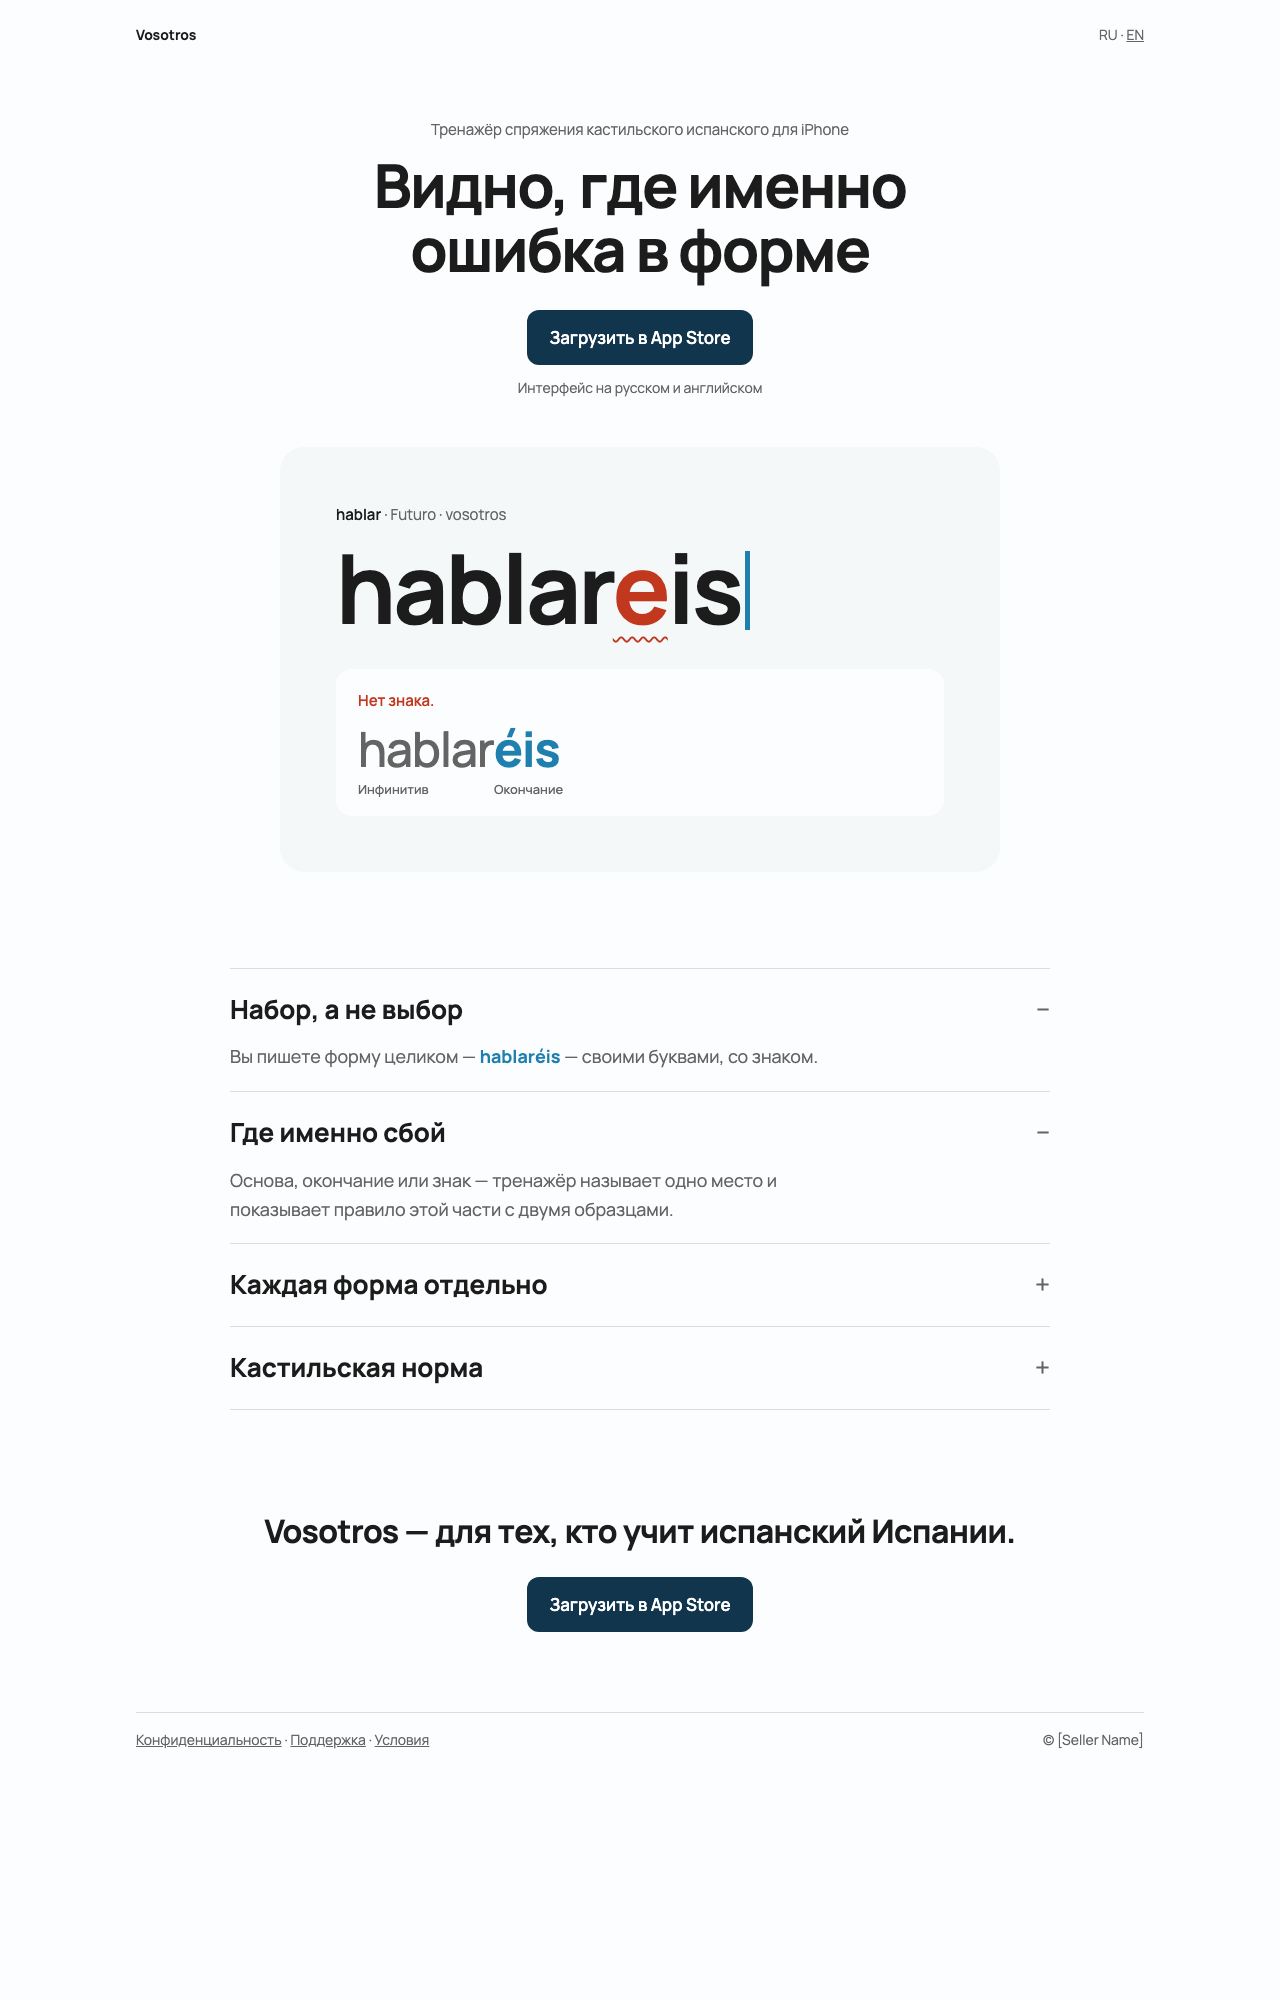 Vosotros
RU · EN
Тренажёр спряжения кастильского испанского для iPhone
Видно, где именно
ошибка в форме
Загрузить в App Store
Интерфейс на русском и английском
hablar · Futuro · vosotros
hablareis
Нет знака.
hablaréis
Инфинитив Окончание
Набор, а не выбор −
Вы пишете форму целиком — hablaréis — своими буквами, со знаком.
Где именно сбой −
Основа, окончание или знак — тренажёр называет одно место и
показывает правило этой части с двумя образцами.
Каждая форма отдельно +
Кастильская норма +
Vosotros — для тех, кто учит испанский Испании.
Загрузить в App Store
Конфиденциальность · Поддержка · Условия
© [Seller Name]